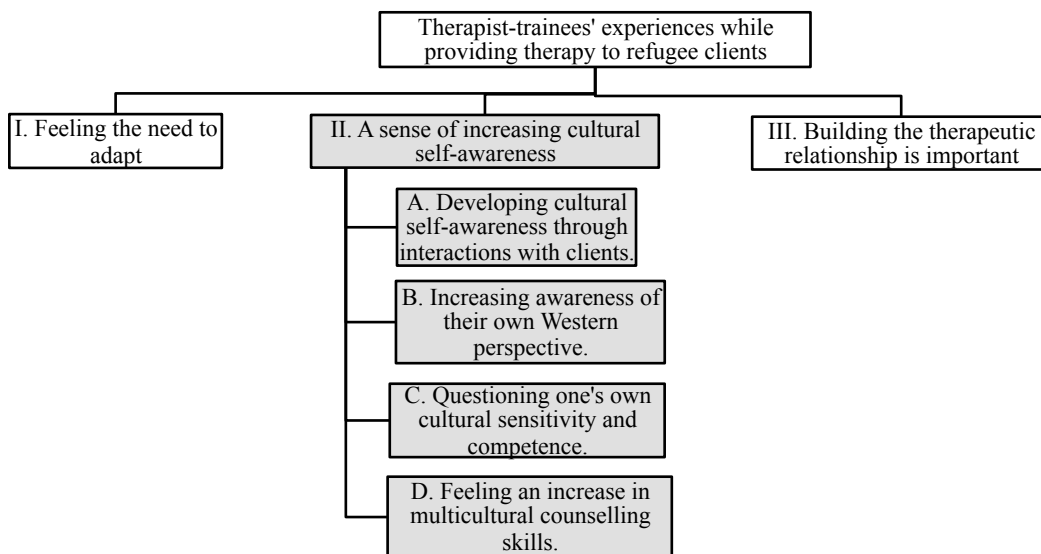 Therapist-trainees' experiences while
providing therapy to refugee clients
I. Feeling the need to
adapt
II. A sense of increasing cultural
self-awareness
III. Building the therapeutic
relationship is important
A. Developing cultural
self-awareness through
interactions with clients.
B. Increasing awareness of
their own Western
perspective.
C. Questioning one's own
cultural sensitivity and
competence.
D. Feeling an increase in
multicultural counselling
skills.